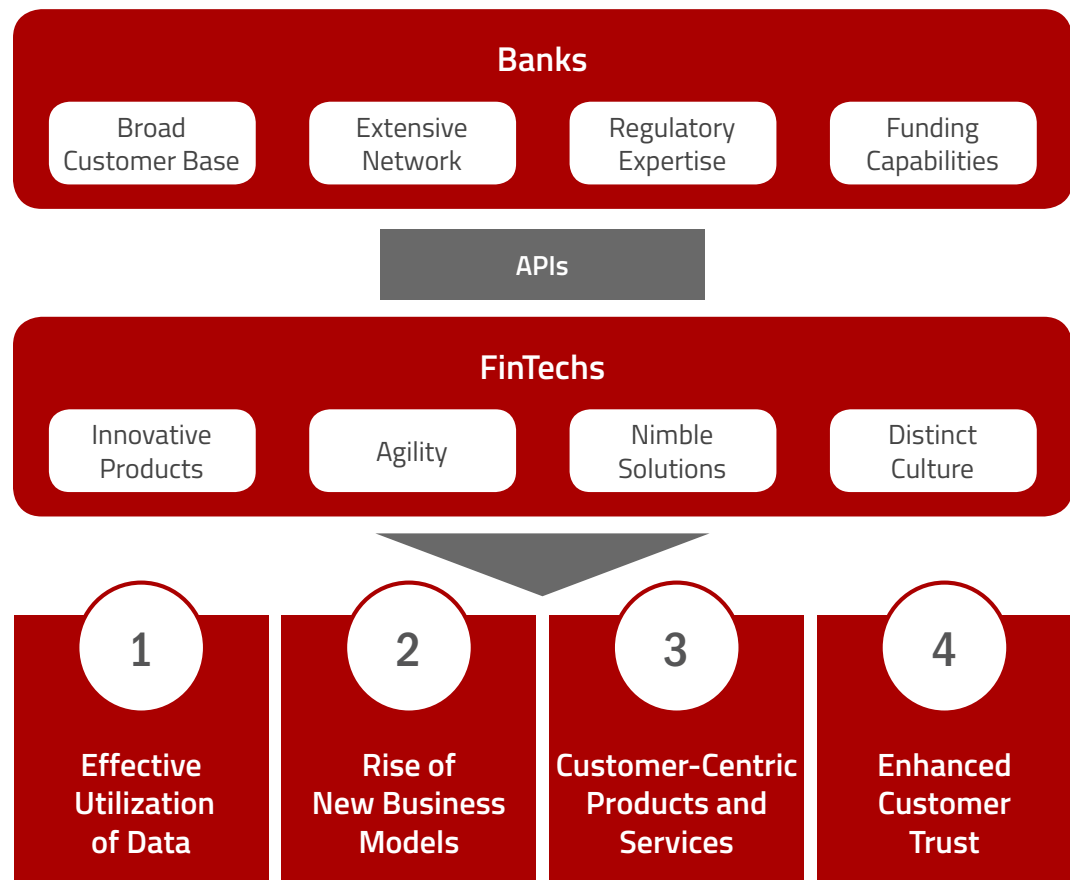 Banks
Broad
Customer Base
Extensive
Network
Regulatory
Expertise
Funding
Capabilities
APIs
FinTechs
Innovative
Products
Agility
Nimble
Solutions
Distinct
Culture
1
Effective
Utilization
of Data
2
Rise of
New Business
Models
3
Customer-Centric
Products and
Services
4
Enhanced
Customer
Trust